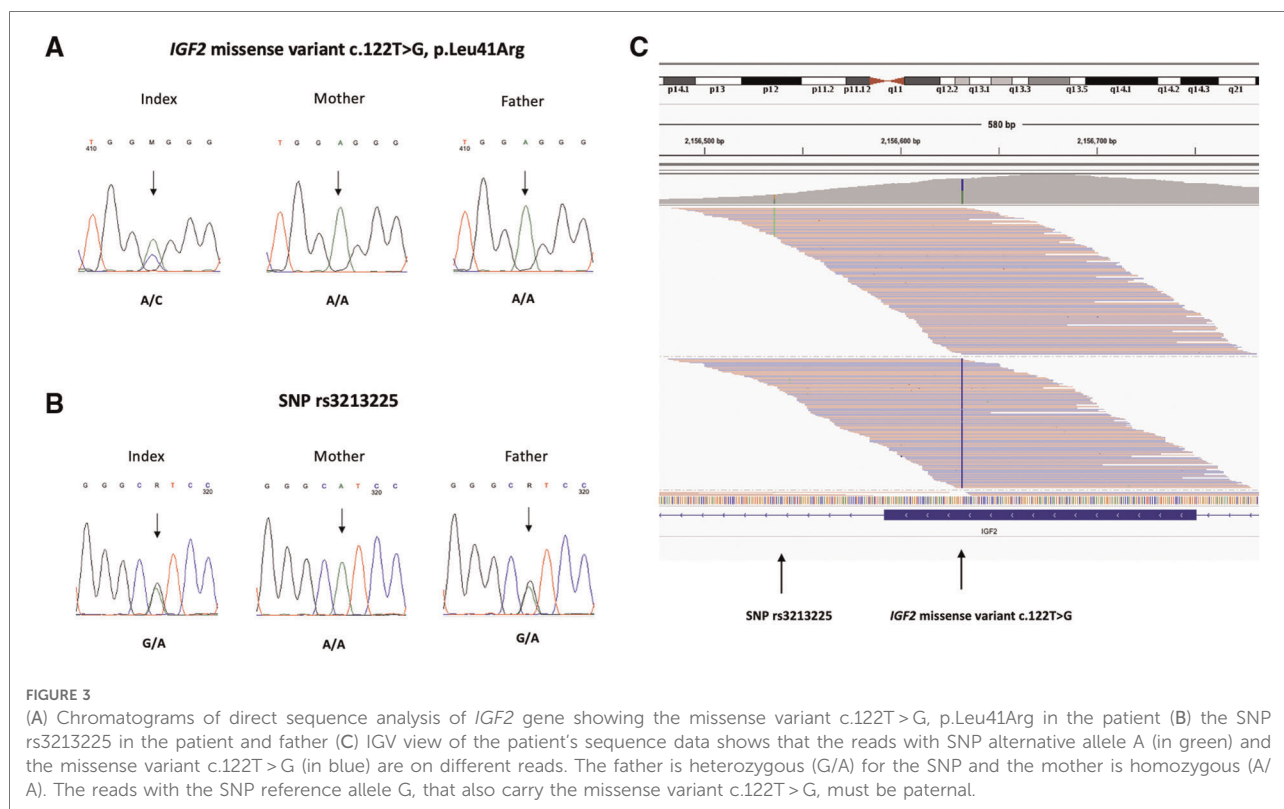 A
IGF2 missense variant c.122T>G, p.Leu41Arg
Index
Mother
Father
T G G M G G G
410
T G G A G G G
T G G A G G G
410
A/C
A/A
A/A
B
SNP rs3213225
Index
Mother
Father
G G G C R T C C
320
G G G C A T C C
320
G G G C R T C C
320
G/A
A/A
G/A
C
p14.1 p13 p12 p11.2 p11.12 q11 q12.2 q13.1 q13.3 q13.5 q14.1 q14.2 q14.3 q21
580 bp
2,156,500 bp 2,156,600 bp 2,156,700 bp
IGF2
SNP rs3213225
IGF2 missense variant c.122T>G
FIGURE 3
(A) Chromatograms of direct sequence analysis of IGF2 gene showing the missense variant c.122T > G, p.Leu41Arg in the patient (B) the SNP
rs3213225 in the patient and father (C) IGV view of the patient's sequence data shows that the reads with SNP alternative allele A (in green) and
the missense variant c.122T > G (in blue) are on different reads. The father is heterozygous (G/A) for the SNP and the mother is homozygous (A/
A). The reads with the SNP reference allele G, that also carry the missense variant c.122T > G, must be paternal.